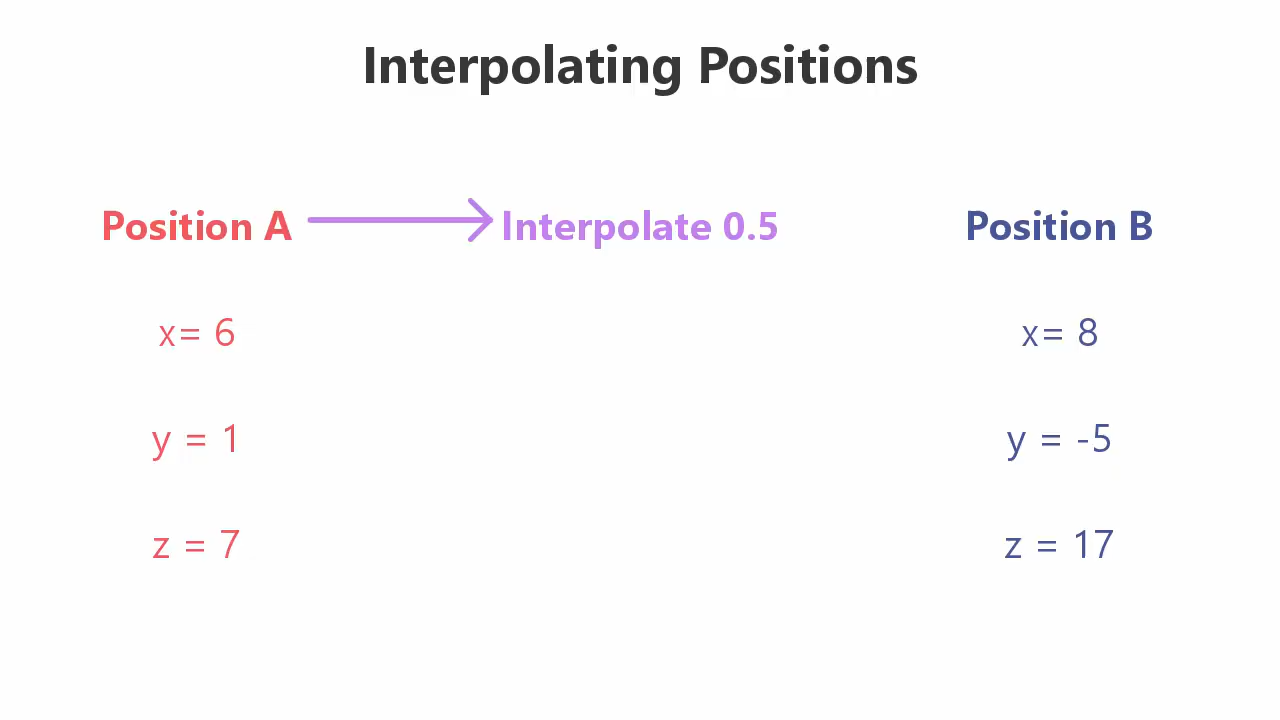 Interpolating Positions
Position A Interpolate 0.5 Position B
x= 6 x= 8
y = 1 y = -5
z = 7 z = 17